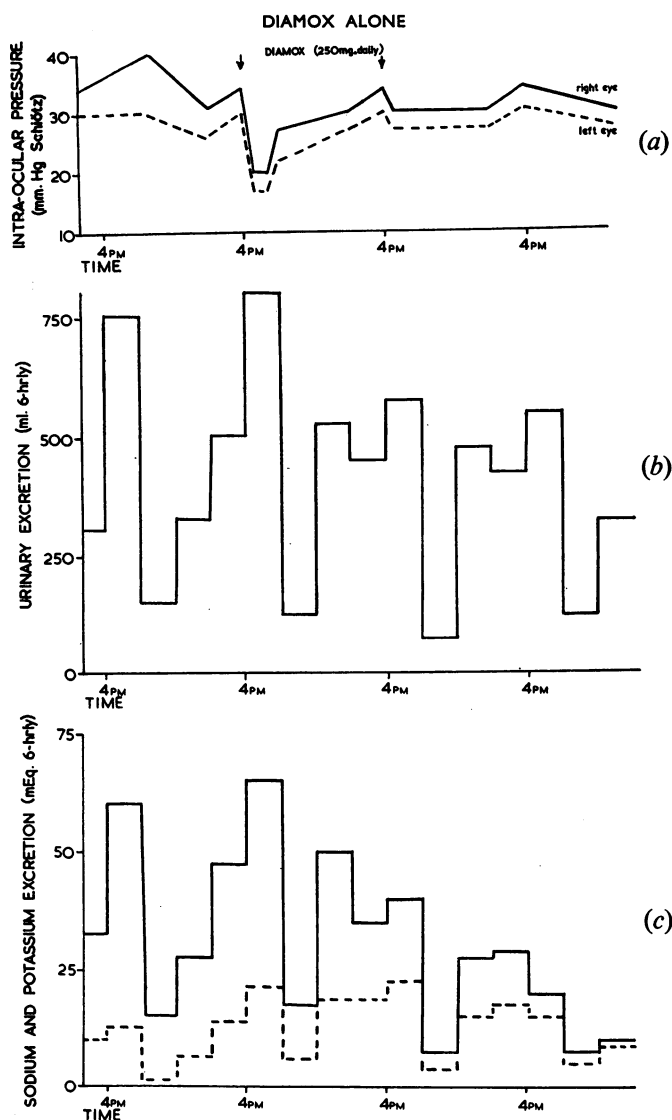 DIAMOX ALONE
DIAMOX (250mg.daily)
INTRA-OCULAR PRESSURE
(mm. Hg Schiötz)
40
30
20
10
right eye
left eye
(a)
4PM 4PM 4PM 4PM
TIME
URINARY EXCRETION (ml. 6-hrly)
750
500
250
0
(b)
4PM 4PM 4PM 4PM
TIME
SODIUM AND POTASSIUM EXCRETION (mEq. 6-hrly)
75
50
25
0
(c)
4PM 4PM 4PM 4PM
TIME